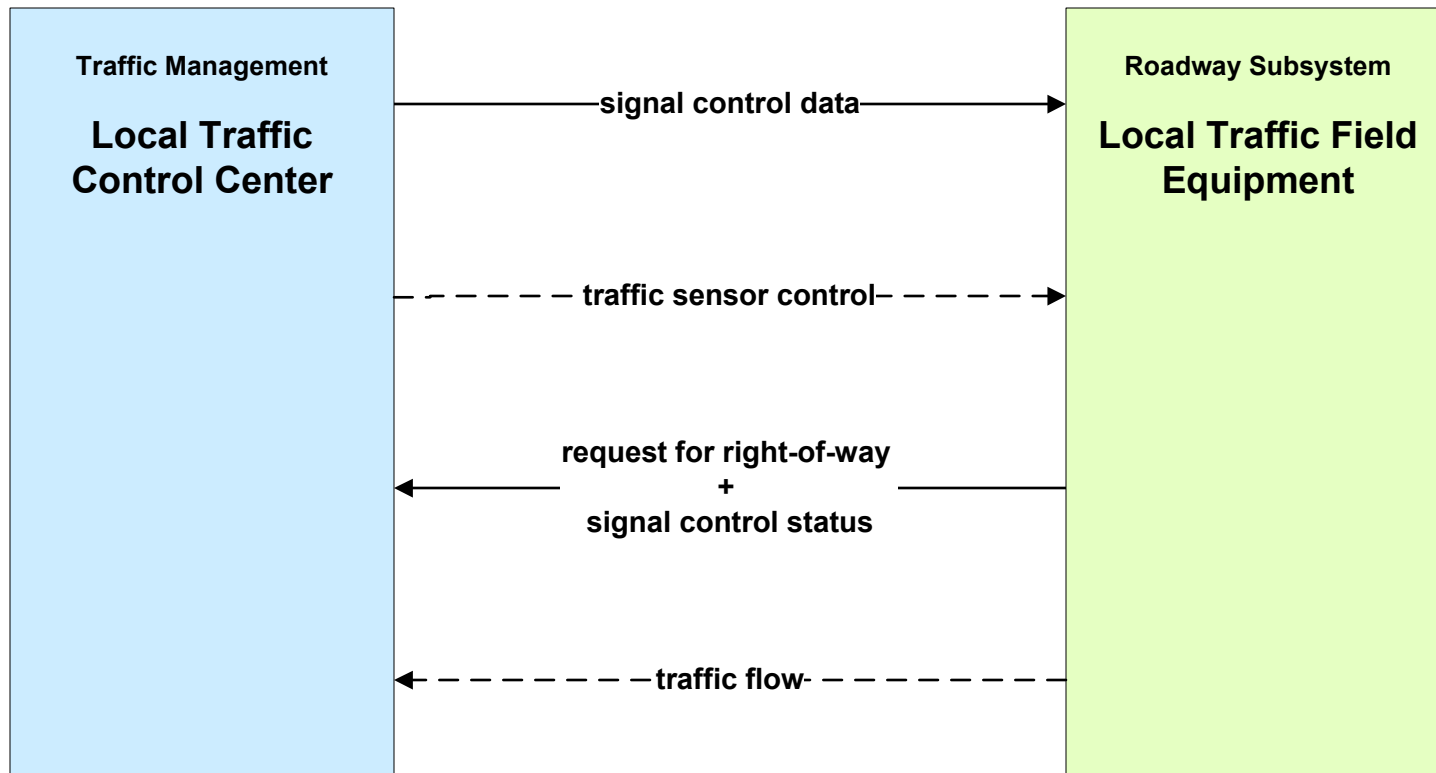 Traffic Management
Local Traffic
Control Center
Roadway Subsystem
Local Traffic Field
Equipment
signal control data
traffic sensor control
request for right-of-way
+
signal control status
traffic flow